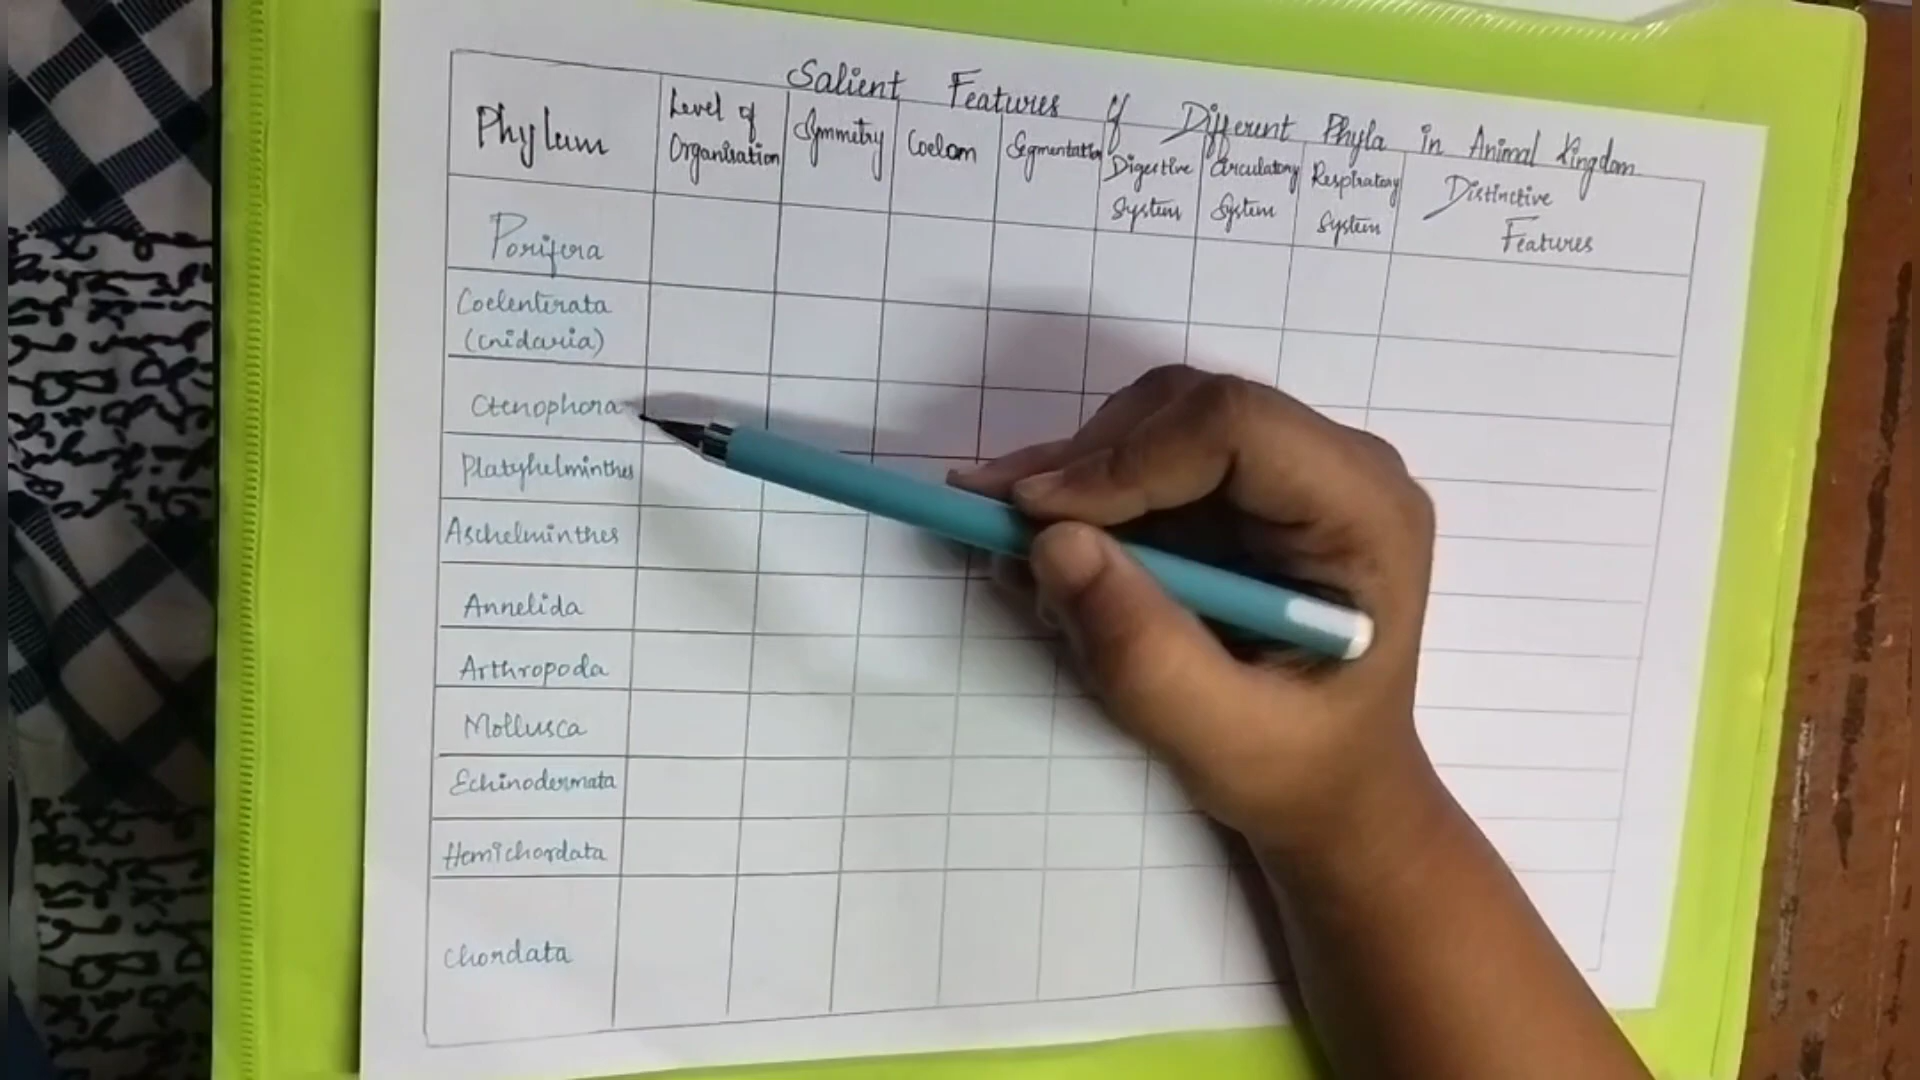 Salient Features of Different Phyla in Animal Kingdom
Phylum
Level of
Organisation
Symmetry
Coelom
Segmentation
Digestive
System
Circulatory
System
Respiratory
System
Distinctive
Features
Porifera
Coelenterata
(Cnidaria)
Ctenophora
Platyhelminthes
Aschelminthes
Annelida
Arthropoda
Mollusca
Echinodermata
Hemichordata
Chordata